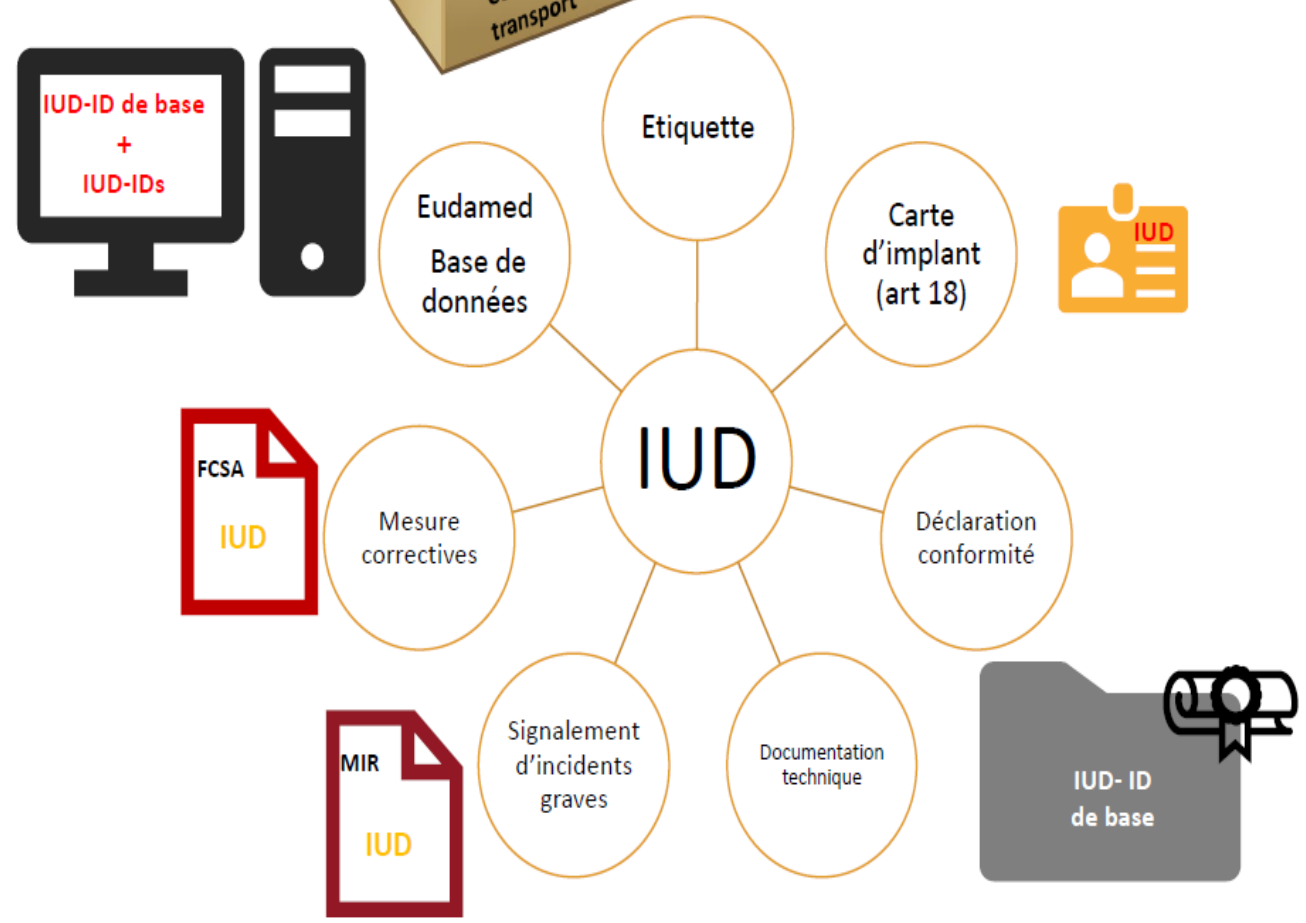 transport
IUD-ID de base
+
IUD-IDs
Etiquette
Eudamed
Base de
données
Carte
d’implant
(art 18)
IUD
IUD
FCSA
IUD
Mesure
correctives
Déclaration
conformité
Signalement
d’incidents
graves
Documentation
technique
MIR
IUD
IUD- ID
de base